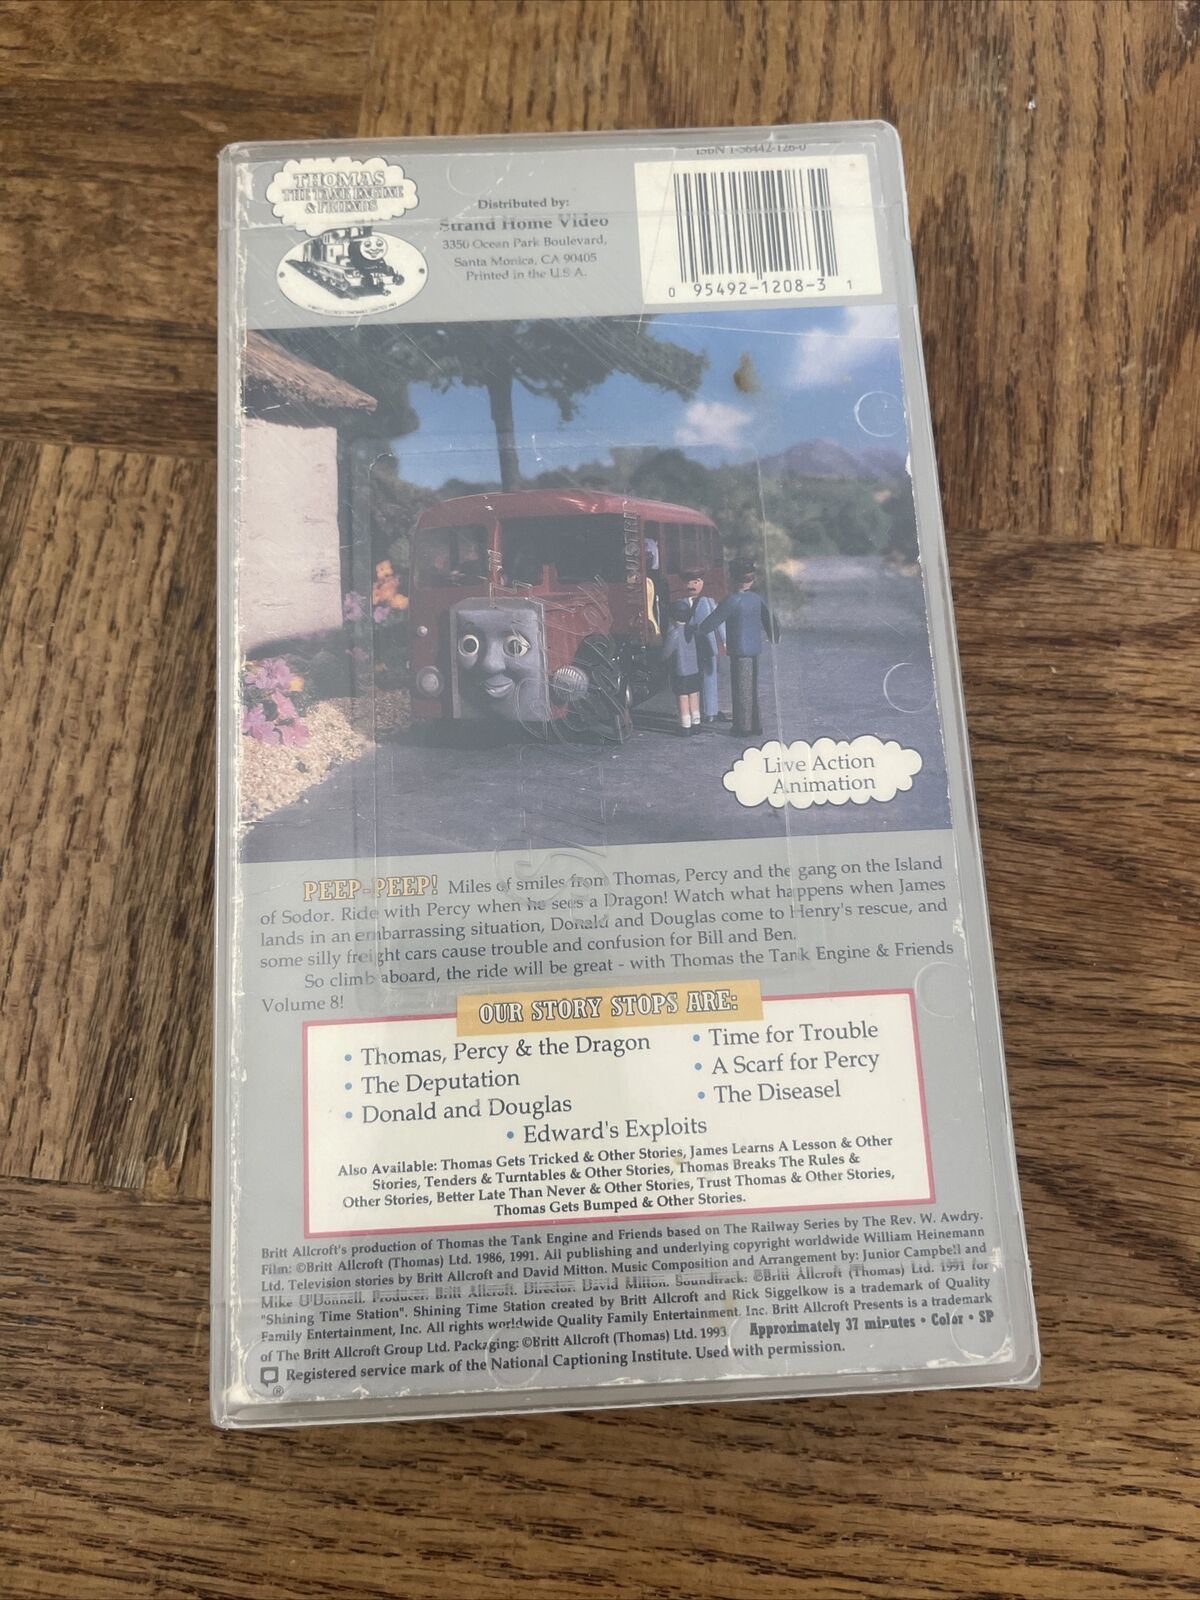 ISBN 1-56442-126-0
THOMAS
THE TANK ENGINE
& FRIENDS
Distributed by:
Strand Home Video
3350 Ocean Park Boulevard,
Santa Monica, CA 90405
Printed in the U.S.A.
0 95492-1208-3 1
Live Action
Animation
PEEP-PEEP! Miles of smiles from Thomas, Percy and the gang on the Island
of Sodor. Ride with Percy when he sees a Dragon! Watch what happens when James
lands in an embarrassing situation, Donald and Douglas come to Henry's rescue, and
some silly freight cars cause trouble and confusion for Bill and Ben.
So climb aboard, the ride will be great - with Thomas the Tank Engine & Friends
Volume 8!
OUR STORY STOPS ARE:
• Thomas, Percy & the Dragon
• The Deputation
• Donald and Douglas
• Time for Trouble
• A Scarf for Percy
• The Diseasel
• Edward's Exploits
Also Available: Thomas Gets Tricked & Other Stories, James Learns A Lesson & Other
Stories, Tenders & Turntables & Other Stories, Thomas Breaks The Rules &
Other Stories, Better Late Than Never & Other Stories, Trust Thomas & Other Stories,
Thomas Gets Bumped & Other Stories.
Britt Allcroft's production of Thomas the Tank Engine and Friends based on The Railway Series by The Rev. W. Awdry.
Film: ©Britt Allcroft (Thomas) Ltd. 1986, 1991. All publishing and underlying copyright worldwide William Heinemann
Ltd. Television stories by Britt Allcroft and David Mitton. Music Composition and Arrangement by: Junior Campbell and
Mike O'Donnell. Producer: Britt Allcroft. Director: David Mitton. Soundtrack: ©Britt Allcroft (Thomas) Ltd. 1991 for
"Shining Time Station". Shining Time Station created by Britt Allcroft and Rick Siggelkow is a trademark of Quality
Family Entertainment, Inc. All rights worldwide Quality Family Entertainment, Inc. Britt Allcroft Presents is a trademark
of The Britt Allcroft Group Ltd. Packaging: ©Britt Allcroft (Thomas) Ltd. 1993 Approximately 37 minutes • Color • SP
® Registered service mark of the National Captioning Institute. Used with permission.